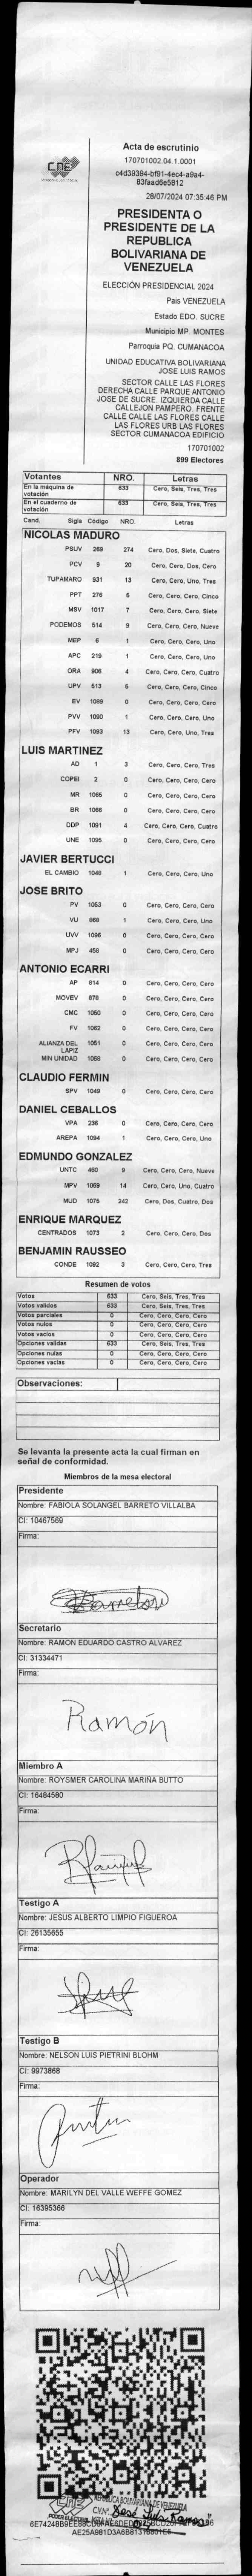 CNE
Acta de escrutinio
170701002.04.1.0001
c4d39394-bf91-4ec4-a9a4-
83faad6e5812
28/07/2024 07:35:46 PM
PRESIDENTA O
PRESIDENTE DE LA
REPUBLICA
BOLIVARIANA DE
VENEZUELA
ELECCIÓN PRESIDENCIAL 2024
Pais VENEZUELA
Estado EDO. SUCRE
Municipio MP. MONTES
Parroquia PQ. CUMANACOA
UNIDAD EDUCATIVA BOLIVARIANA
JOSE LUIS RAMOS
SECTOR CALLE LAS FLORES
DERECHA CALLE PARQUE ANTONIO
JOSE DE SUCRE. IZQUIERDA CALLE
CALLEJON PAMPERO. FRENTE
CALLE CALLE LAS FLORES CALLE
LAS FLORES URB LAS FLORES
SECTOR CUMANACOA EDIFICIO
170701002
899 Electores
Votantes NRO. Letras
En la máquina de votación 633 Cero, Seis, Tres, Tres
En el cuaderno de votación 633 Cero, Seis, Tres, Tres
Cand. Sigla Código NRO. Letras
NICOLAS MADURO
PSUV 269 274 Cero, Dos, Siete, Cuatro
PCV 9 20 Cero, Cero, Dos, Cero
TUPAMARO 931 13 Cero, Cero, Uno, Tres
PPT 276 5 Cero, Cero, Cero, Cinco
MSV 1017 7 Cero, Cero, Cero, Siete
PODEMOS 514 9 Cero, Cero, Cero, Nueve
MEP 6 1 Cero, Cero, Cero, Uno
APC 219 1 Cero, Cero, Cero, Uno
ORA 906 4 Cero, Cero, Cero, Cuatro
UPV 513 5 Cero, Cero, Cero, Cinco
EV 1089 0 Cero, Cero, Cero, Cero
PVV 1090 1 Cero, Cero, Cero, Uno
PFV 1093 13 Cero, Cero, Uno, Tres
LUIS MARTINEZ
AD 1 3 Cero, Cero, Cero, Tres
COPEI 2 0 Cero, Cero, Cero, Cero
MR 1065 0 Cero, Cero, Cero, Cero
BR 1066 0 Cero, Cero, Cero, Cero
DDP 1091 4 Cero, Cero, Cero, Cuatro
UNE 1095 0 Cero, Cero, Cero, Cero
JAVIER BERTUCCI
EL CAMBIO 1048 1 Cero, Cero, Cero, Uno
JOSE BRITO
PV 1053 0 Cero, Cero, Cero, Cero
VU 868 1 Cero, Cero, Cero, Uno
UVV 1096 0 Cero, Cero, Cero, Cero
MPJ 456 0 Cero, Cero, Cero, Cero
ANTONIO ECARRI
AP 814 0 Cero, Cero, Cero, Cero
MOVEV 878 0 Cero, Cero, Cero, Cero
CMC 1050 0 Cero, Cero, Cero, Cero
FV 1062 0 Cero, Cero, Cero, Cero
ALIANZA DEL LAPIZ 1051 0 Cero, Cero, Cero, Cero
MIN UNIDAD 1088 0 Cero, Cero, Cero, Cero
CLAUDIO FERMIN
SPV 1049 0 Cero, Cero, Cero, Cero
DANIEL CEBALLOS
VPA 236 0 Cero, Cero, Cero, Cero
AREPA 1094 1 Cero, Cero, Cero, Uno
EDMUNDO GONZALEZ
UNTC 460 9 Cero, Cero, Cero, Nueve
MPV 1069 14 Cero, Cero, Uno, Cuatro
MUD 1075 242 Cero, Dos, Cuatro, Dos
ENRIQUE MARQUEZ
CENTRADOS 1073 2 Cero, Cero, Cero, Dos
BENJAMIN RAUSSEO
CONDE 1092 3 Cero, Cero, Cero, Tres
Resumen de votos
Votos 633 Cero, Seis, Tres, Tres
Votos validos 633 Cero, Seis, Tres, Tres
Votos parciales 0 Cero, Cero, Cero, Cero
Votos nulos 0 Cero, Cero, Cero, Cero
Votos vacios 0 Cero, Cero, Cero, Cero
Opciones validas 633 Cero, Seis, Tres, Tres
Opciones nulas 0 Cero, Cero, Cero, Cero
Opciones vacias 0 Cero, Cero, Cero, Cero
Observaciones:
Se levanta la presente acta la cual firman en
señal de conformidad.
Miembros de la mesa electoral
Presidente
Nombre: FABIOLA SOLANGEL BARRETO VILLALBA
CI: 10467569
Firma:
Barreto
Secretario
Nombre: RAMON EDUARDO CASTRO ALVAREZ
CI: 31334471
Firma:
Ramón
Miembro A
Nombre: ROYSMER CAROLINA MARIÑA BUTTO
CI: 16484580
Firma:
Testigo A
Nombre: JESUS ALBERTO LIMPIO FIGUEROA
CI: 26135655
Firma:
Testigo B
Nombre: NELSON LUIS PIETRINI BLOHM
CI: 9973868
Firma:
Operador
Nombre: MARILYN DEL VALLE WEFFE GOMEZ
CI: 16395366
Firma:
REPUBLICA BOLIVARIANA DE VENEZUELA
PODER ELECTORAL
C.V.N° José Luis Ramos
AE25A981D3A6B81316801E6